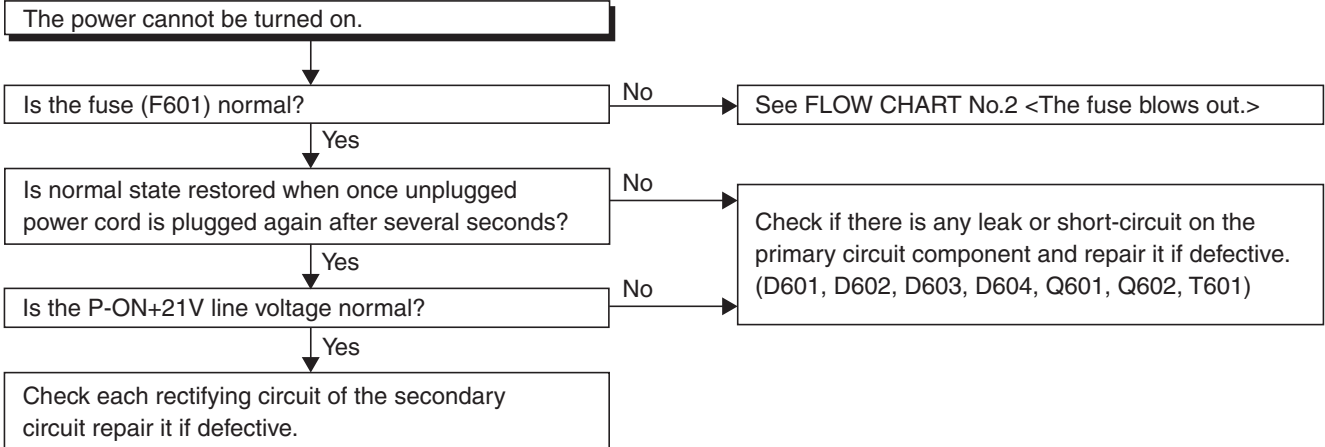 The power cannot be turned on.
Is the fuse (F601) normal?
No
See FLOW CHART No.2 <The fuse blows out.>
Yes
Is normal state restored when once unplugged
power cord is plugged again after several seconds?
No
Check if there is any leak or short-circuit on the
primary circuit component and repair it if defective.
(D601, D602, D603, D604, Q601, Q602, T601)
Yes
Is the P-ON+21V line voltage normal?
No
Yes
Check each rectifying circuit of the secondary
circuit repair it if defective.